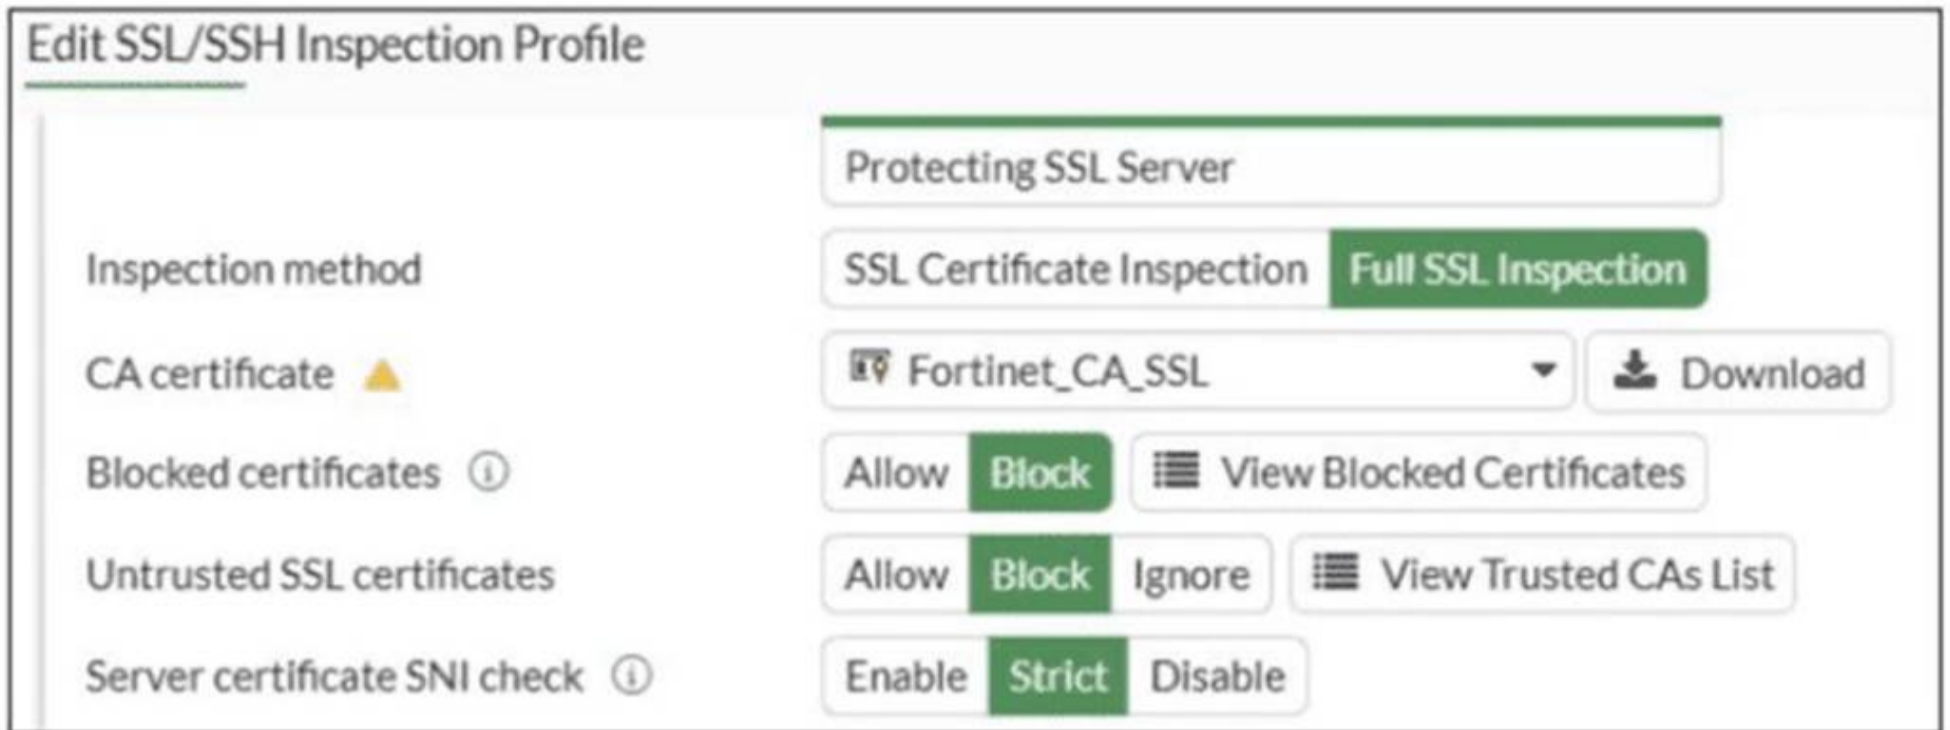 Edit SSL/SSH Inspection Profile
Protecting SSL Server
Inspection method SSL Certificate Inspection Full SSL Inspection
CA certificate Fortinet_CA_SSL Download
Blocked certificates Allow Block View Blocked Certificates
Untrusted SSL certificates Allow Block Ignore View Trusted CAs List
Server certificate SNI check Enable Strict Disable